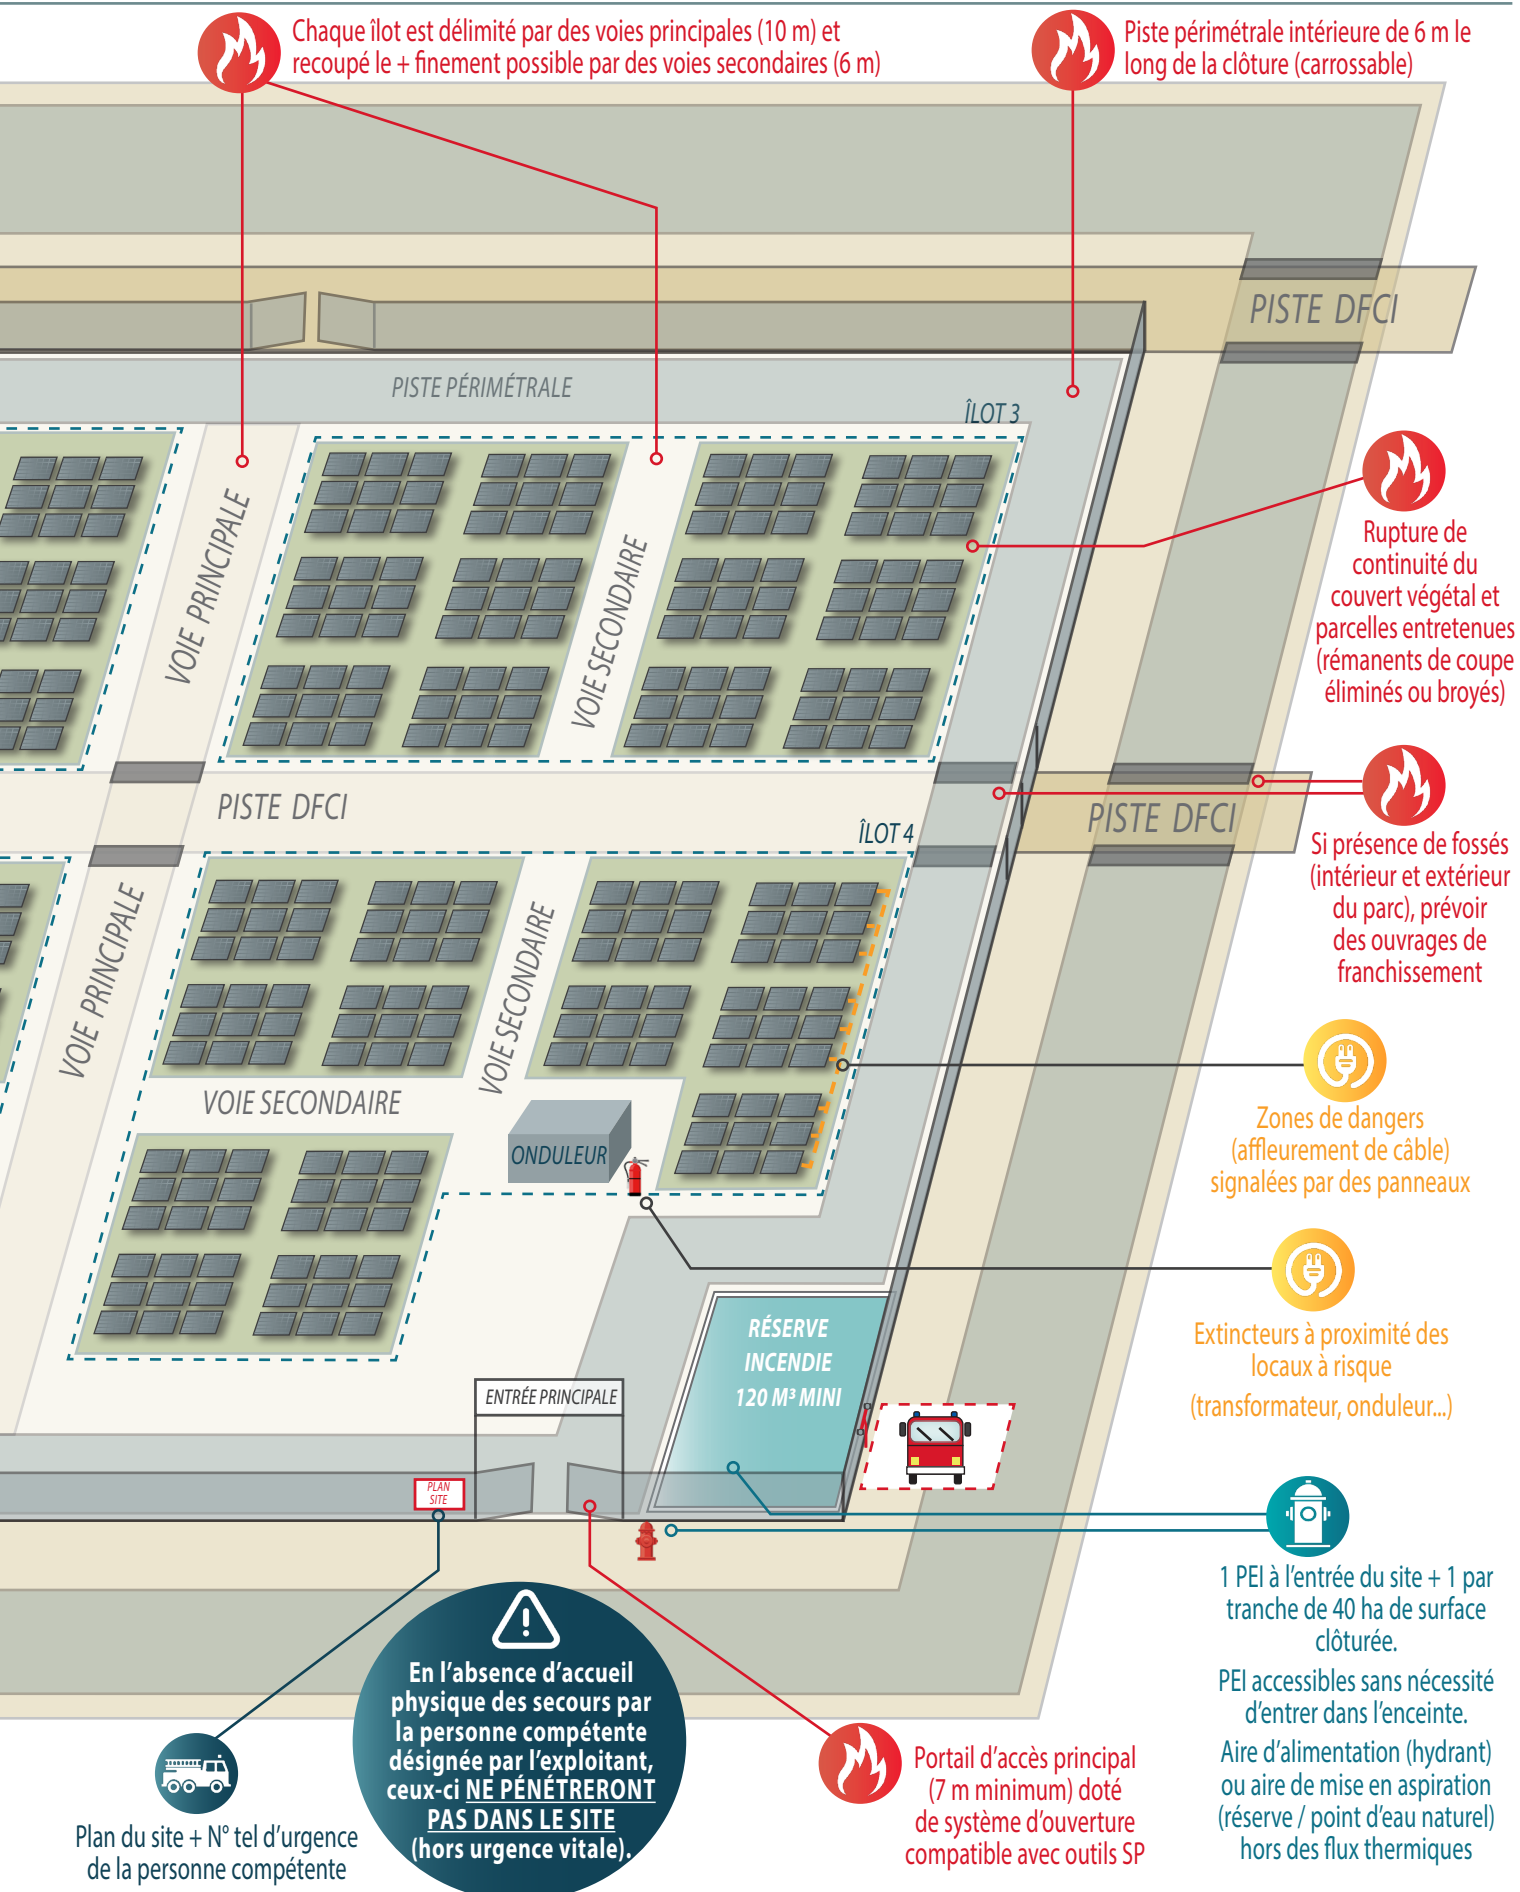 Chaque îlot est délimité par des voies principales (10 m) et
recoupé le + finement possible par des voies secondaires (6 m)
Piste périmétrale intérieure de 6 m le
long de la clôture (carrossable)
PISTE DFCI
PISTE PÉRIMÉTRALE
ÎLOT 3
VOIE PRINCIPALE
VOIE SECONDAIRE
Rupture de
continuité du
couvert végétal et
parcelles entretenues
(rémanents de coupe
éliminés ou broyés)
PISTE DFCI
PISTE DFCI
ÎLOT 4
Si présence de fossés
(intérieur et extérieur
du parc), prévoir
des ouvrages de
franchissement
VOIE PRINCIPALE
VOIE SECONDAIRE
VOIE SECONDAIRE
ONDULEUR
Zones de dangers
(affleurement de câble)
signalées par des panneaux
Extincteurs à proximité des
locaux à risque
(transformateur, onduleur...)
RÉSERVE
INCENDIE
120 M³ MINI
ENTRÉE PRINCIPALE
PLAN
SITE
1 PEI à l'entrée du site + 1 par
tranche de 40 ha de surface
clôturée.
PEI accessibles sans nécessité
d'entrer dans l'enceinte.
Aire d'alimentation (hydrant)
ou aire de mise en aspiration
(réserve / point d'eau naturel)
hors des flux thermiques
En l'absence d'accueil
physique des secours par
la personne compétente
désignée par l'exploitant,
ceux-ci NE PÉNÉTRERONT
PAS DANS LE SITE
(hors urgence vitale).
Portail d'accès principal
(7 m minimum) doté
de système d'ouverture
compatible avec outils SP
Plan du site + N° tel d'urgence
de la personne compétente